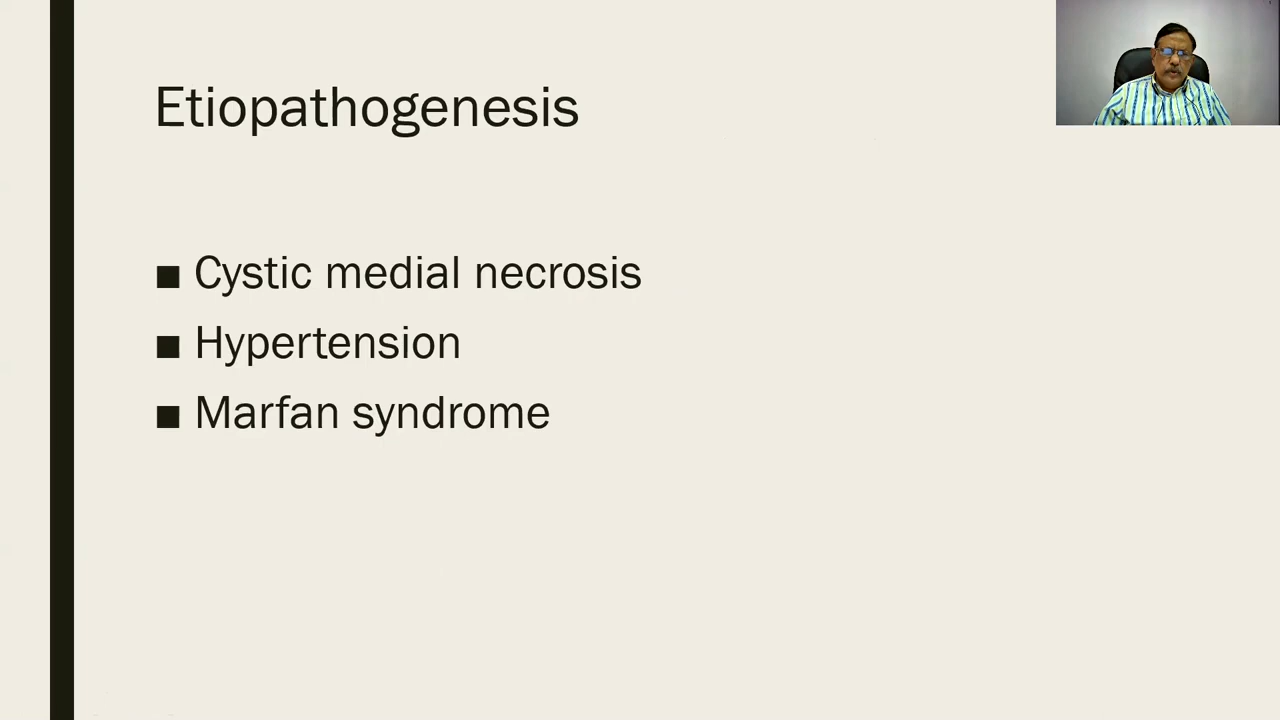 Etiopathogenesis
■ Cystic medial necrosis
■ Hypertension
■ Marfan syndrome